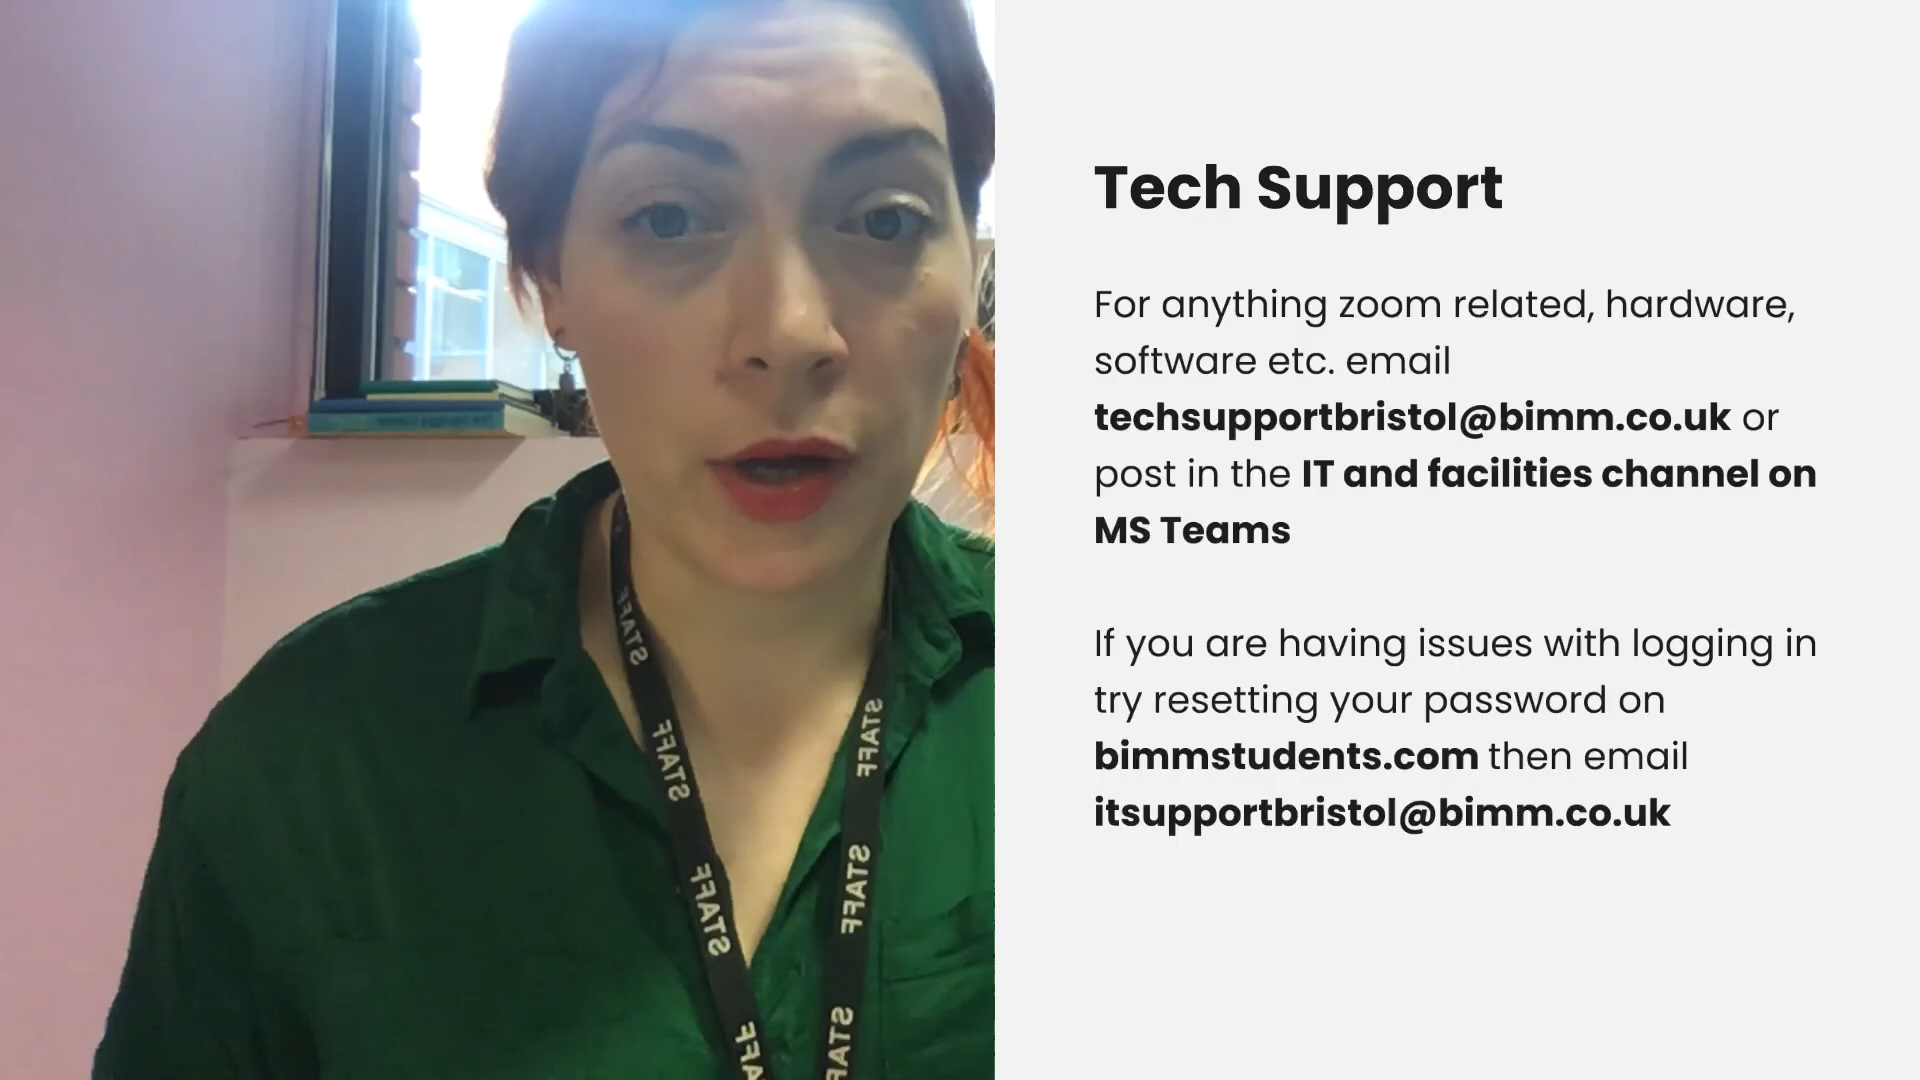 Tech Support
For anything zoom related, hardware,
software etc. email
techsupportbristol@bimm.co.uk or
post in the IT and facilities channel on
MS Teams
If you are having issues with logging in
try resetting your password on
bimmstudents.com then email
itsupportbristol@bimm.co.uk
STAFF
STAFF
STAFF
STAFF
STAFF
STAFF